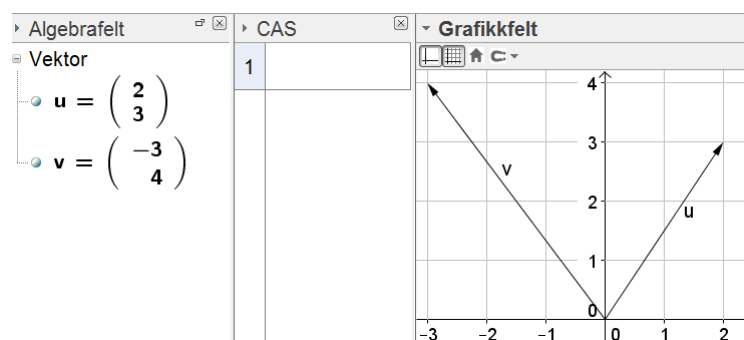 Algebrafelt
Vektor
u = ( 2 3 )
v = ( −3 4 )
CAS
1
Grafikkfelt
4
3
2
1
0
v
u
−3 −2 −1 0 1 2